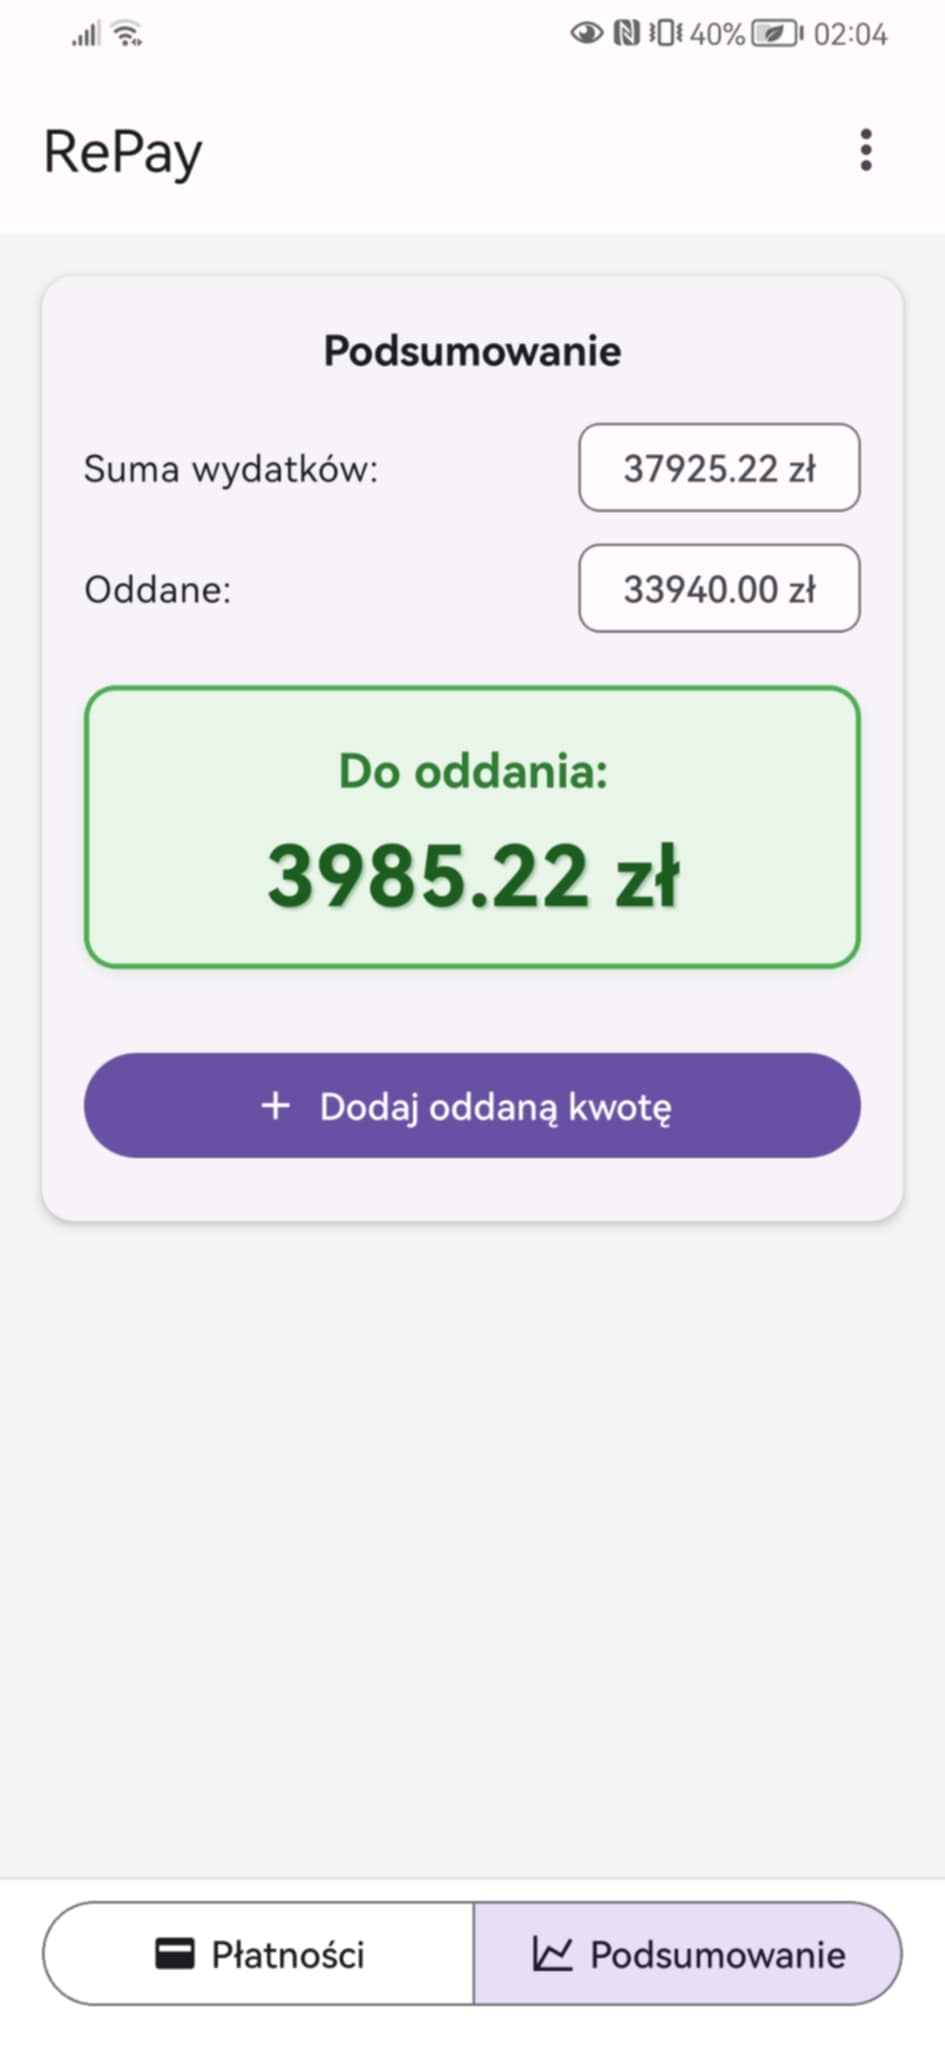 40% 02:04
RePay
Podsumowanie
Suma wydatków: 37925.22 zł
Oddane: 33940.00 zł
Do oddania:
3985.22 zł
+ Dodaj oddaną kwotę
Płatności Podsumowanie